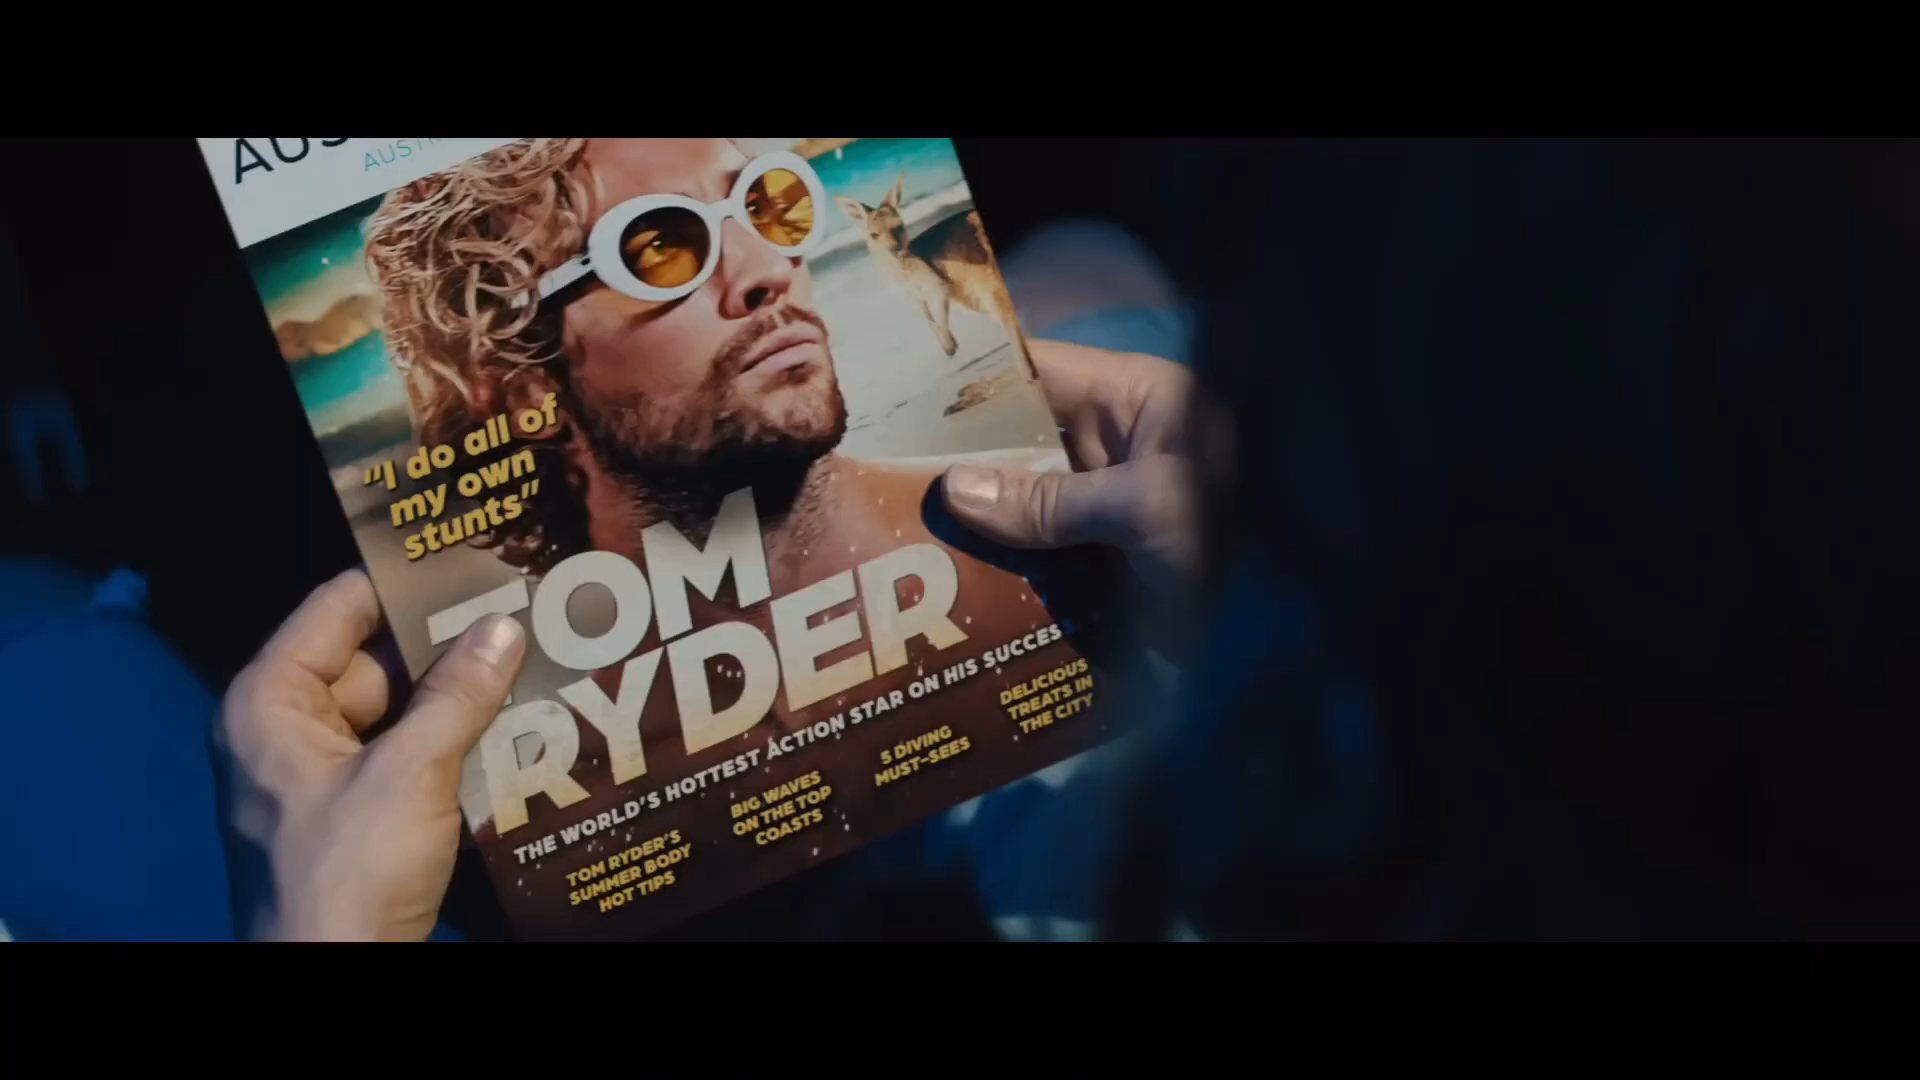 "I do all of
my own
stunts"
TOM
RYDER
THE WORLD'S HOTTEST ACTION STAR ON HIS
TOM RYDER'S
SUMMER BODY
HOT TIPS
BIG WAVES
ON THE TOP
COASTS
5 DIVING
MUST-SEES
DELICIOUS
TREATS IN
THE CITY